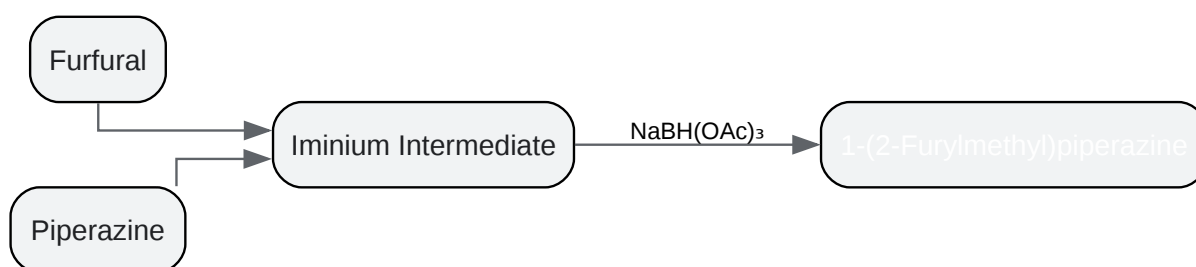 Furfural
Piperazine
Iminium Intermediate
NaBH(OAc)₃
1-(2-Furylmethyl)piperazine